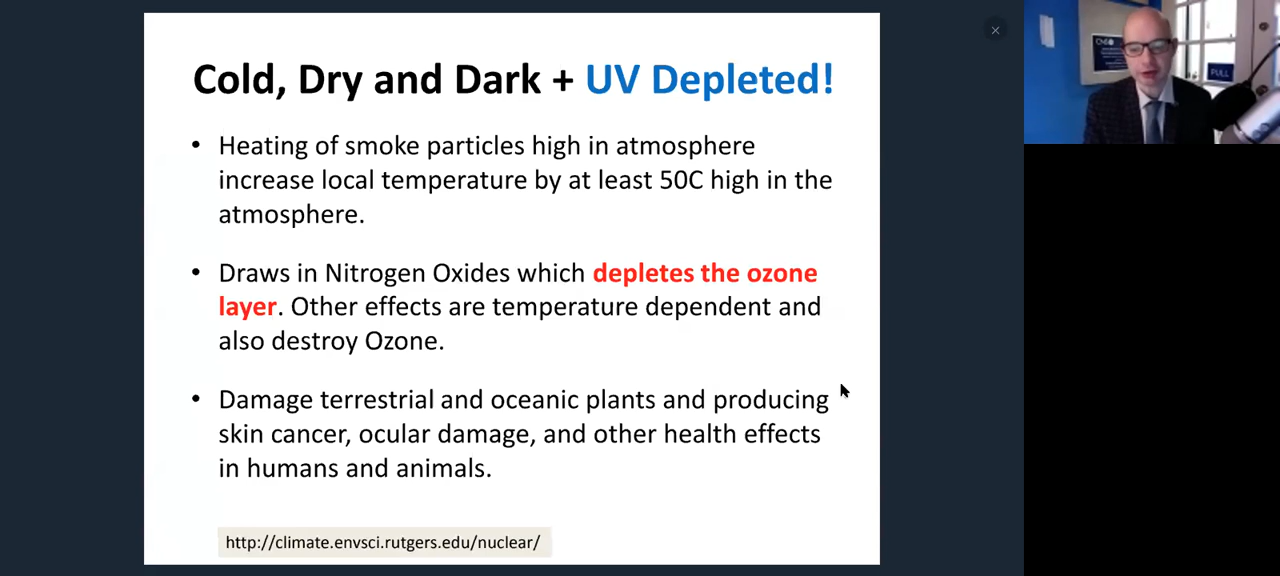 Cold, Dry and Dark + UV Depleted!
• Heating of smoke particles high in atmosphere
increase local temperature by at least 50C high in the
atmosphere.
• Draws in Nitrogen Oxides which depletes the ozone
layer. Other effects are temperature dependent and
also destroy Ozone.
• Damage terrestrial and oceanic plants and producing
skin cancer, ocular damage, and other health effects
in humans and animals.
http://climate.envsci.rutgers.edu/nuclear/
PULL